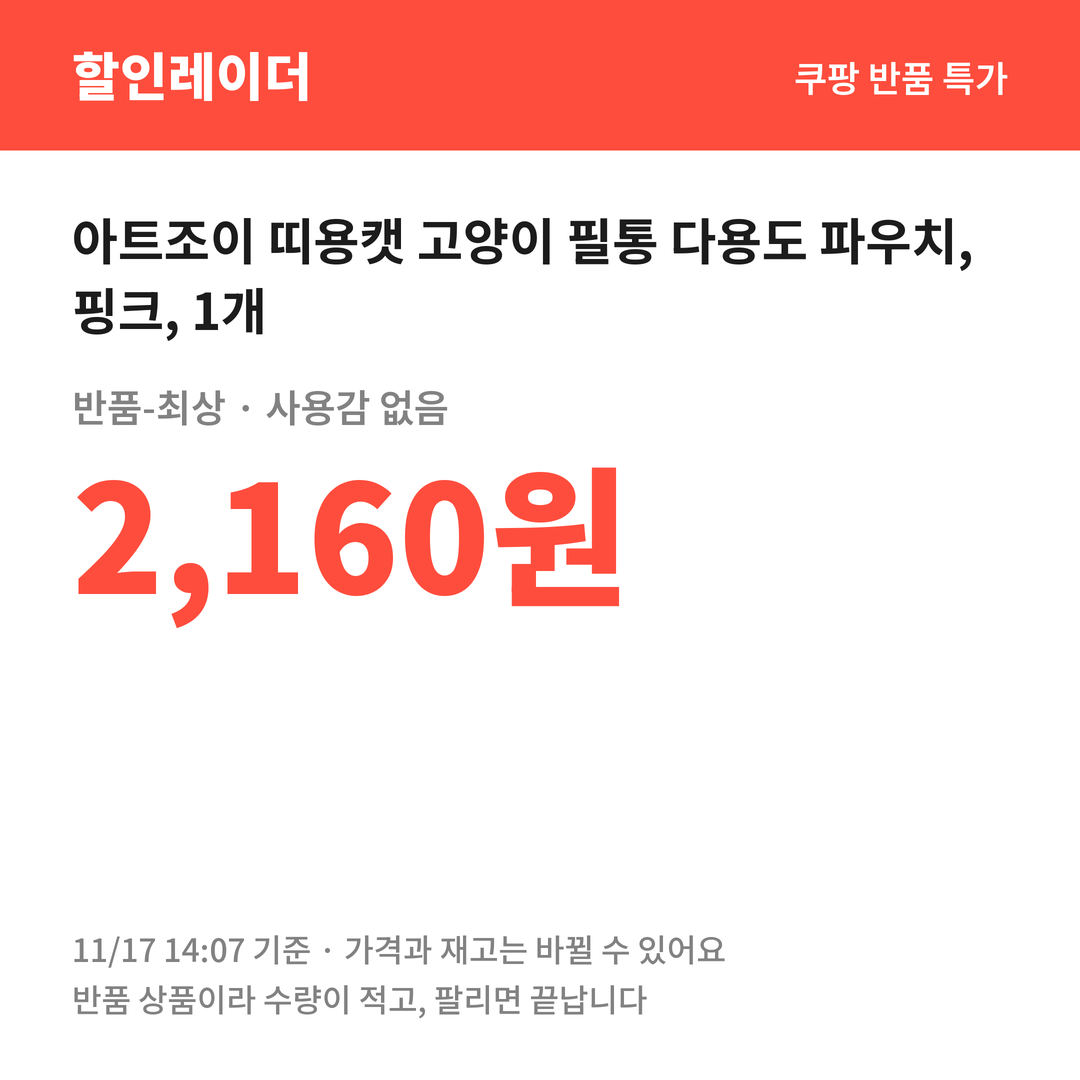 할인레이더
쿠팡 반품 특가
아트조이 띠용캣 고양이 필통 다용도 파우치,
핑크, 1개
반품-최상 · 사용감 없음
2,160원
11/17 14:07 기준 · 가격과 재고는 바뀔 수 있어요
반품 상품이라 수량이 적고, 팔리면 끝납니다